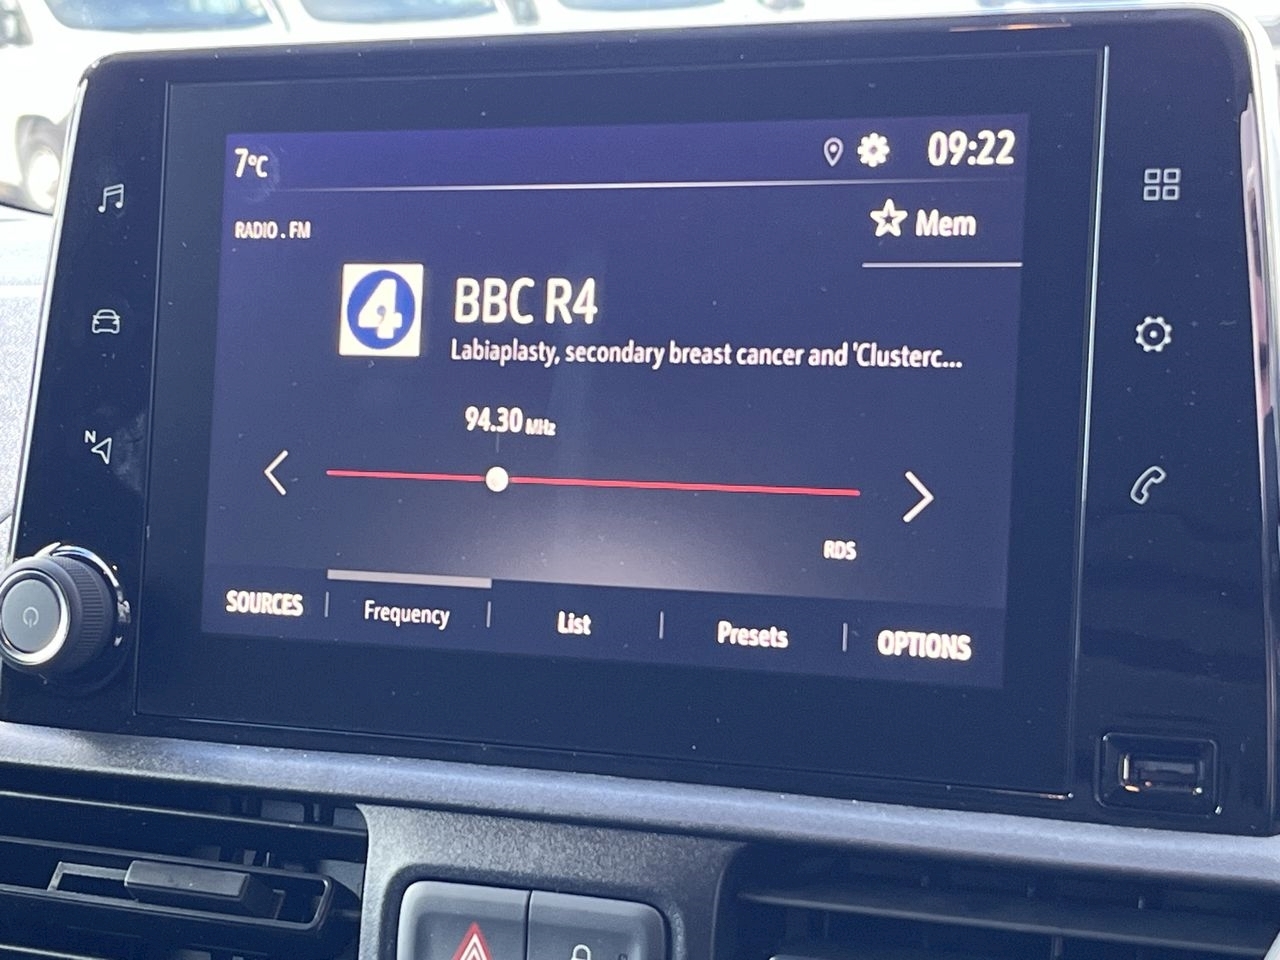 7°C
09:22
RADIO . FM
Mem
4
BBC R4
Labiaplasty, secondary breast cancer and 'Clusterc...
94.30 MHz
RDS
SOURCES
Frequency
List
Presets
OPTIONS
N